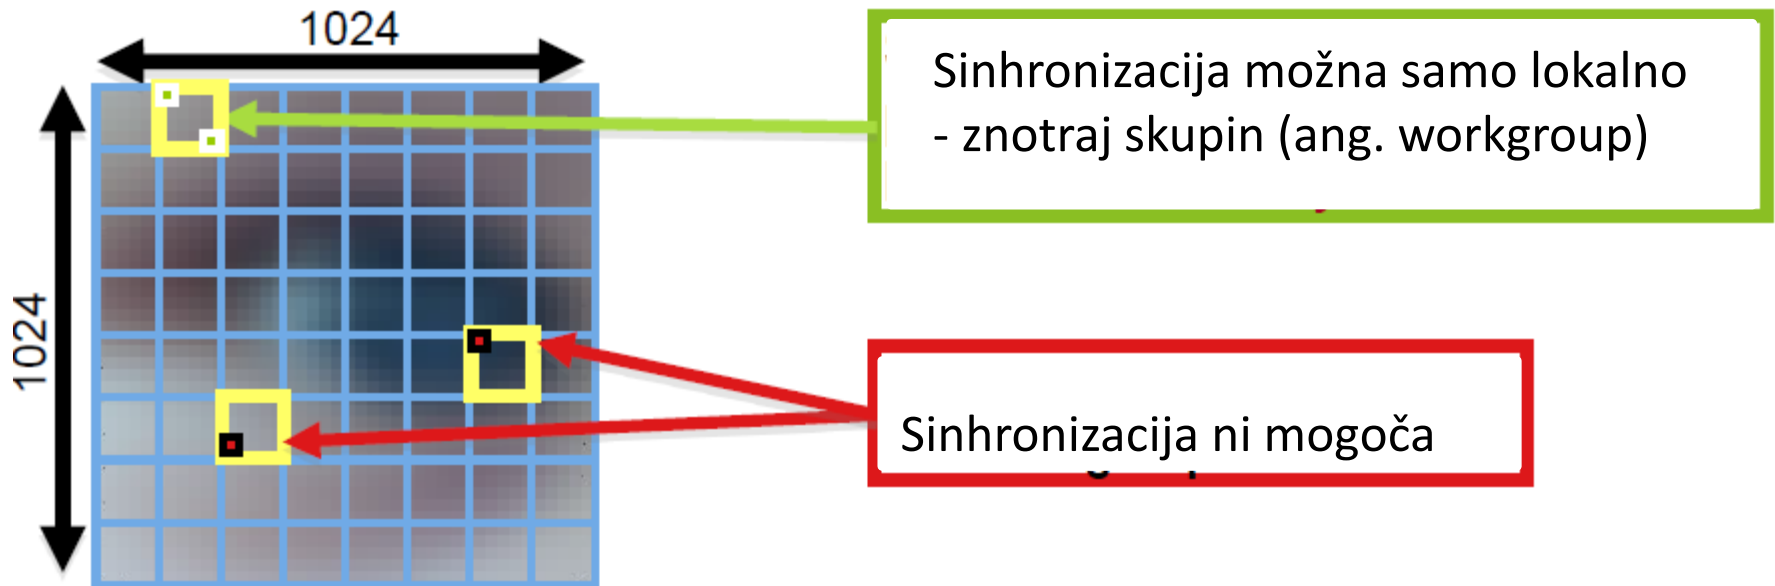 1024
Sinhronizacija možna samo lokalno
- znotraj skupin (ang. workgroup)
1024
Sinhronizacija ni mogoča